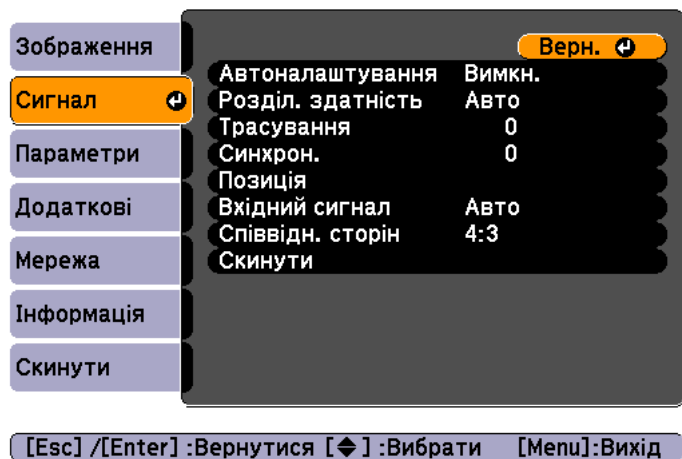 Зображення
Сигнал
Параметри
Додаткові
Мережа
Інформація
Скинути
Верн.
Автоналаштування Вимкн.
Розділ. здатність Авто
Трасування 0
Синхрон. 0
Позиція
Вхідний сигнал Авто
Співвідн. сторін 4:3
Скинути
[Esc] /[Enter] :Вернутися [◆] :Вибрати [Menu]:Вихід